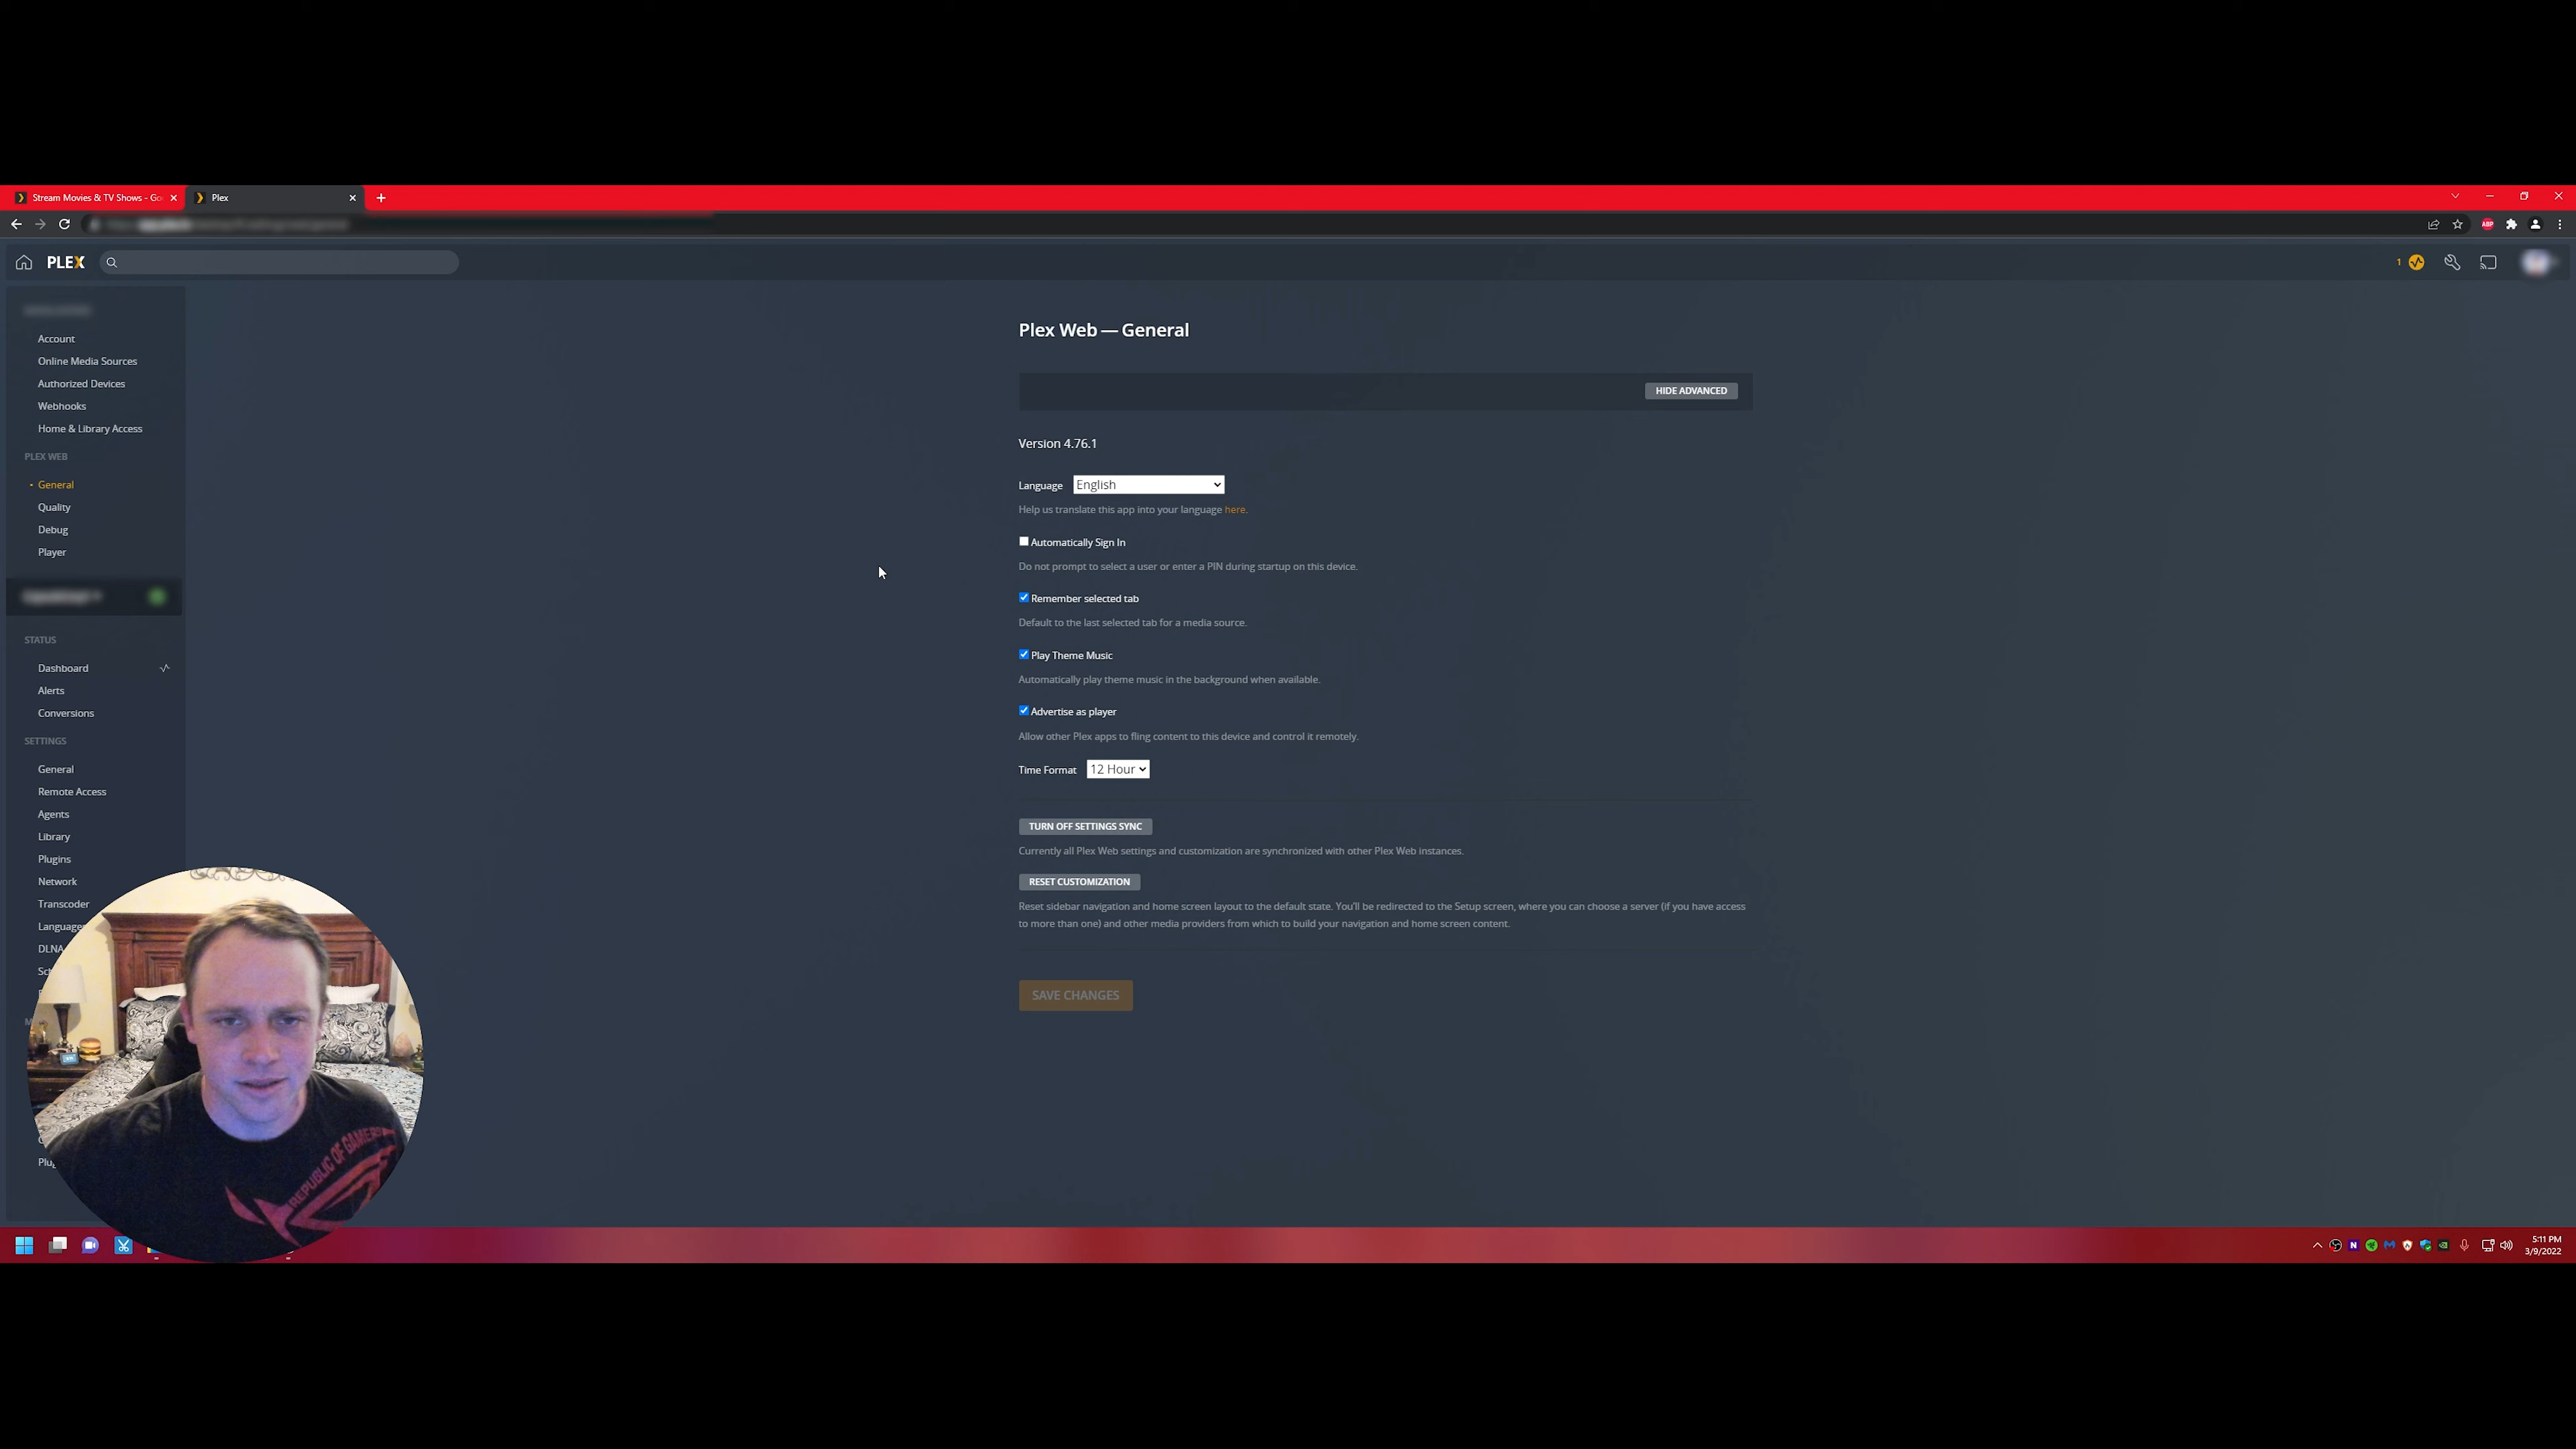 Stream Movies & TV Shows - Go
Plex
PLEX
1
Account
Online Media Sources
Authorized Devices
Webhooks
Home & Library Access
PLEX WEB
General
Quality
Debug
Player
STATUS
Dashboard
Alerts
Conversions
SETTINGS
General
Remote Access
Agents
Library
Plugins
Network
Transcoder
Languages
DLNA
Plex Web — General
HIDE ADVANCED
Version 4.76.1
Language English
Help us translate this app into your language here.
Automatically Sign In
Do not prompt to select a user or enter a PIN during startup on this device.
Remember selected tab
Default to the last selected tab for a media source.
Play Theme Music
Automatically play theme music in the background when available.
Advertise as player
Allow other Plex apps to fling content to this device and control it remotely.
Time Format 12 Hour
TURN OFF SETTINGS SYNC
Currently all Plex Web settings and customization are synchronized with other Plex Web instances.
RESET CUSTOMIZATION
Reset sidebar navigation and home screen layout to the default state. You'll be redirected to the Setup screen, where you can choose a server (if you have access
to more than one) and other media providers from which to build your navigation and home screen content.
SAVE CHANGES
REPUBLIC OF GAMERS
ABP
N
5:11 PM
3/9/2022